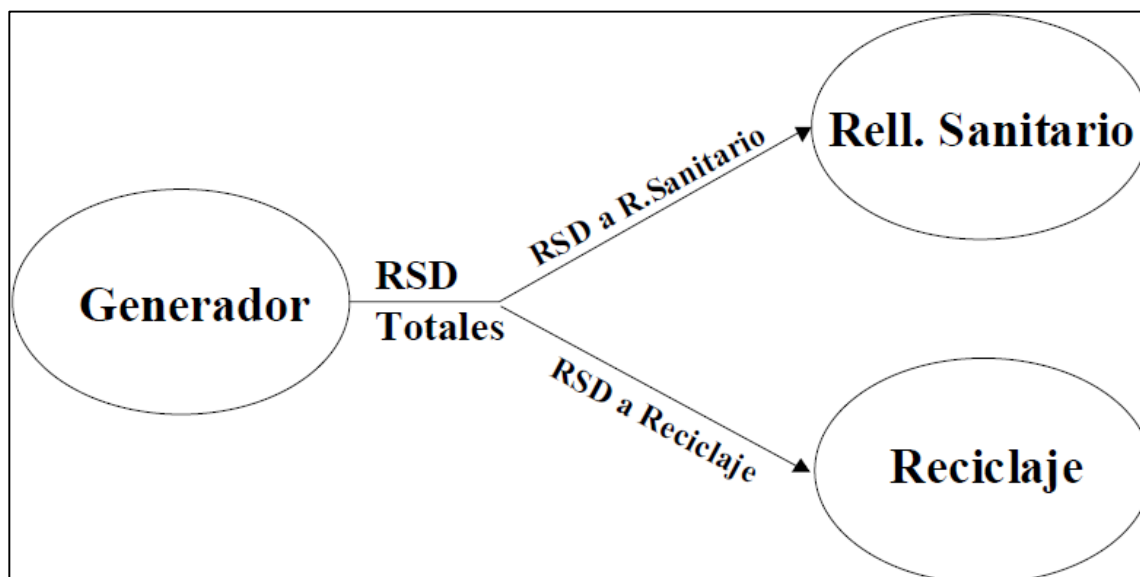 Generador
RSD
Totales
RSD a R.Sanitario
Rell. Sanitario
RSD a Reciclaje
Reciclaje